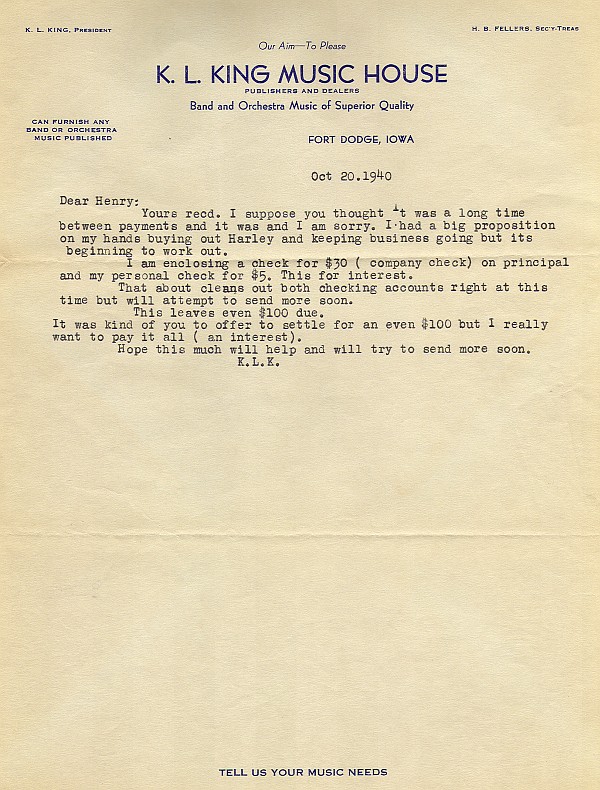 K. L. KING, PRESIDENT
H. B. FELLERS, SEC'Y-TREAS
Our Aim—To Please
K. L. KING MUSIC HOUSE
PUBLISHERS AND DEALERS
Band and Orchestra Music of Superior Quality
CAN FURNISH ANY
BAND OR ORCHESTRA
MUSIC PUBLISHED
FORT DODGE, IOWA
Oct 20.1940
Dear Henry:
Yours recd. I suppose you thought it was a long time
between payments and it was and I am sorry. I had a big proposition
on my hands buying out Harley and keeping business going but its
beginning to work out.
I am enclosing a check for $30 ( company check) on principal
and my personal check for $5. This for interest.
That about cleans out both checking accounts right at this
time but will attempt to send more soon.
This leaves even $100 due.
It was kind of you to offer to settle for an even $100 but I really
want to pay it all ( an interest).
Hope this much will help and will try to send more soon.
K.L.K.
TELL US YOUR MUSIC NEEDS